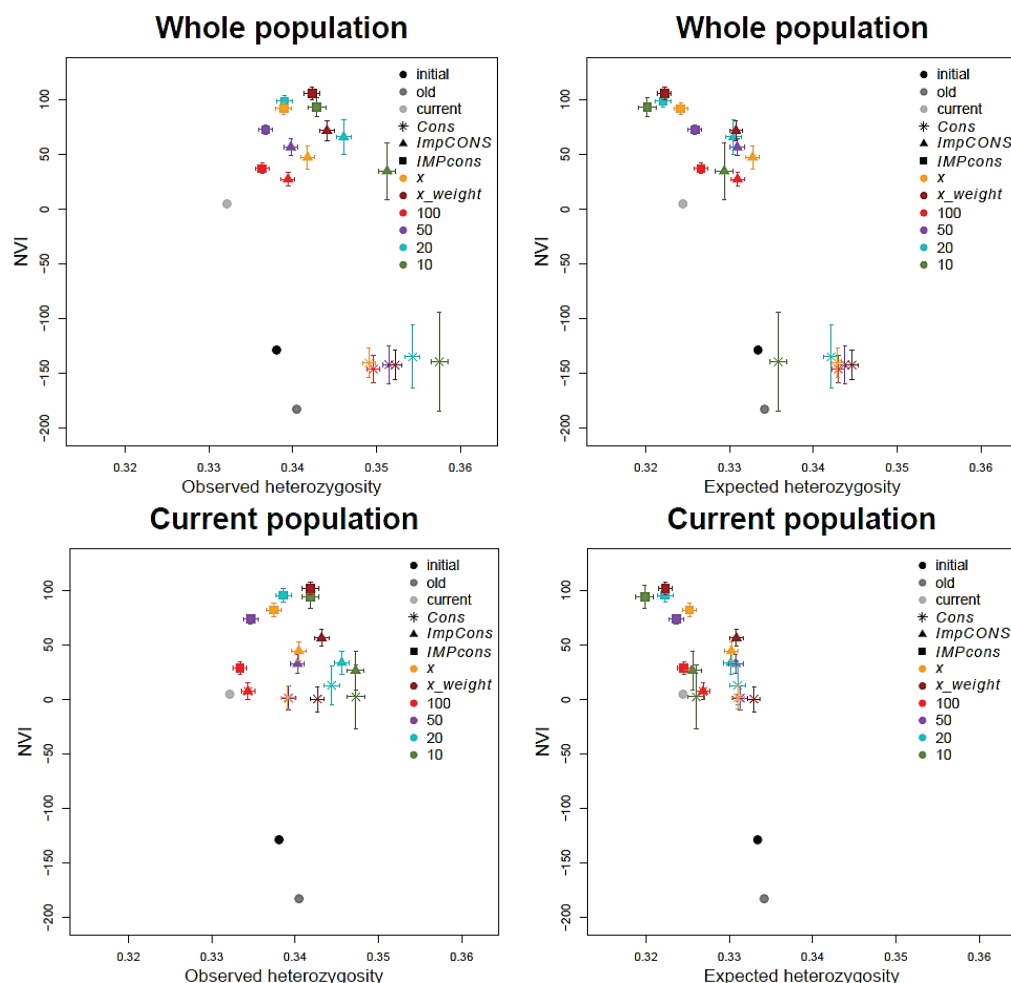 Whole population
NVI
100
50
0
−50
−100
−150
−200
initial
old
current
Cons
ImpCONS
IMPcons
x
x_weight
100
50
20
10
0.32 0.33 0.34 0.35 0.36
Observed heterozygosity
Whole population
NVI
100
50
0
−50
−100
−150
−200
initial
old
current
Cons
ImpCONS
IMPcons
x
x_weight
100
50
20
10
0.32 0.33 0.34 0.35 0.36
Expected heterozygosity
Current population
NVI
100
50
0
−50
−100
−150
−200
initial
old
current
Cons
ImpCons
IMPcons
x
x_weight
100
50
20
10
0.32 0.33 0.34 0.35 0.36
Observed heterozygosity
Current population
NVI
100
50
0
−50
−100
−150
−200
initial
old
current
Cons
ImpCONS
IMPcons
x
x_weight
100
50
20
10
0.32 0.33 0.34 0.35 0.36
Expected heterozygosity